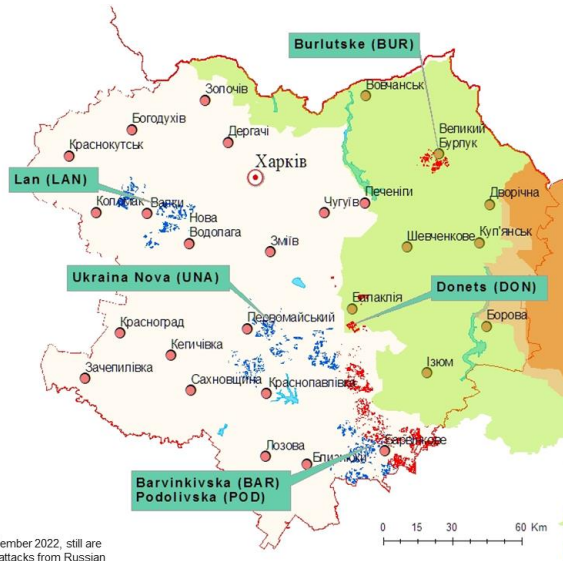 Burlutske (BUR)
Вовчанськ
Золочів
Богодухів
Великий
Бурлук
Дергачі
Краснокутськ
Харків
Lan (LAN)
Коломак
Валки
Нова
Водолага
Чугуїв
Печеніги
Дворічна
Шевченкове
Куп'янськ
Зміїв
Ukraina Nova (UNA)
Donets (DON)
Балаклія
Первомайський
Красноград
Борова
Кегичівка
Зачепилівка
Сахновщина
Краснопавлівка
Ізюм
Лозова
Близнюки
Барвінкове
Barvinkivska (BAR)
Podolivska (POD)
0 15 30 60 Km
ember 2022, still are
attacks from Russian